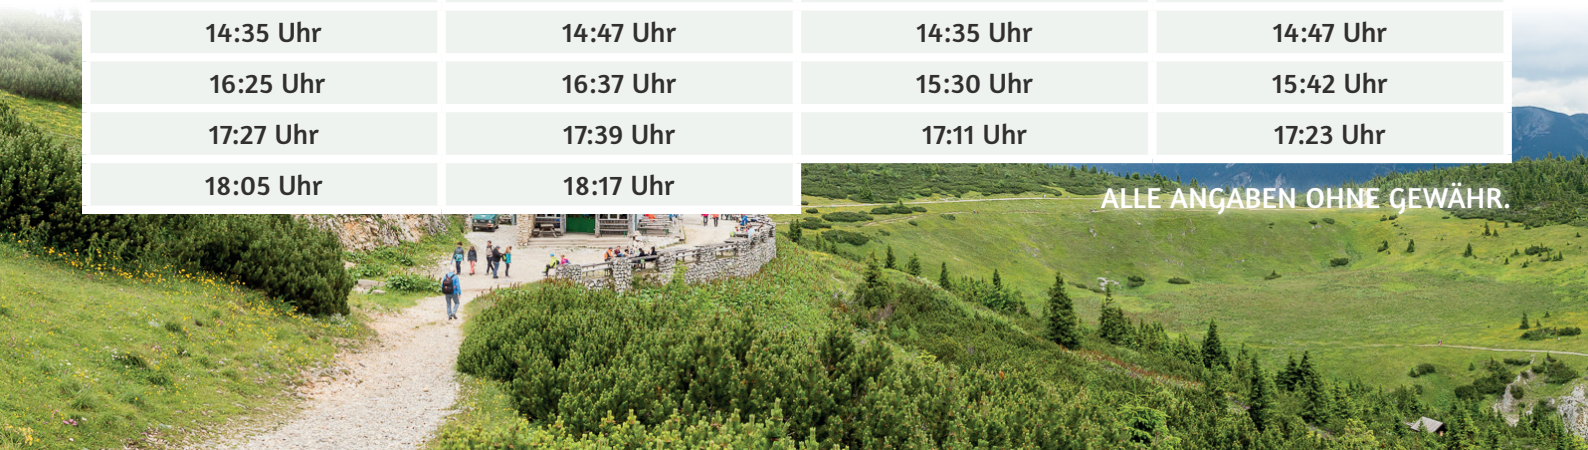 14:35 Uhr 14:47 Uhr 14:35 Uhr 14:47 Uhr
16:25 Uhr 16:37 Uhr 15:30 Uhr 15:42 Uhr
17:27 Uhr 17:39 Uhr 17:11 Uhr 17:23 Uhr
18:05 Uhr 18:17 Uhr
ALLE ANGABEN OHNE GEWÄHR.